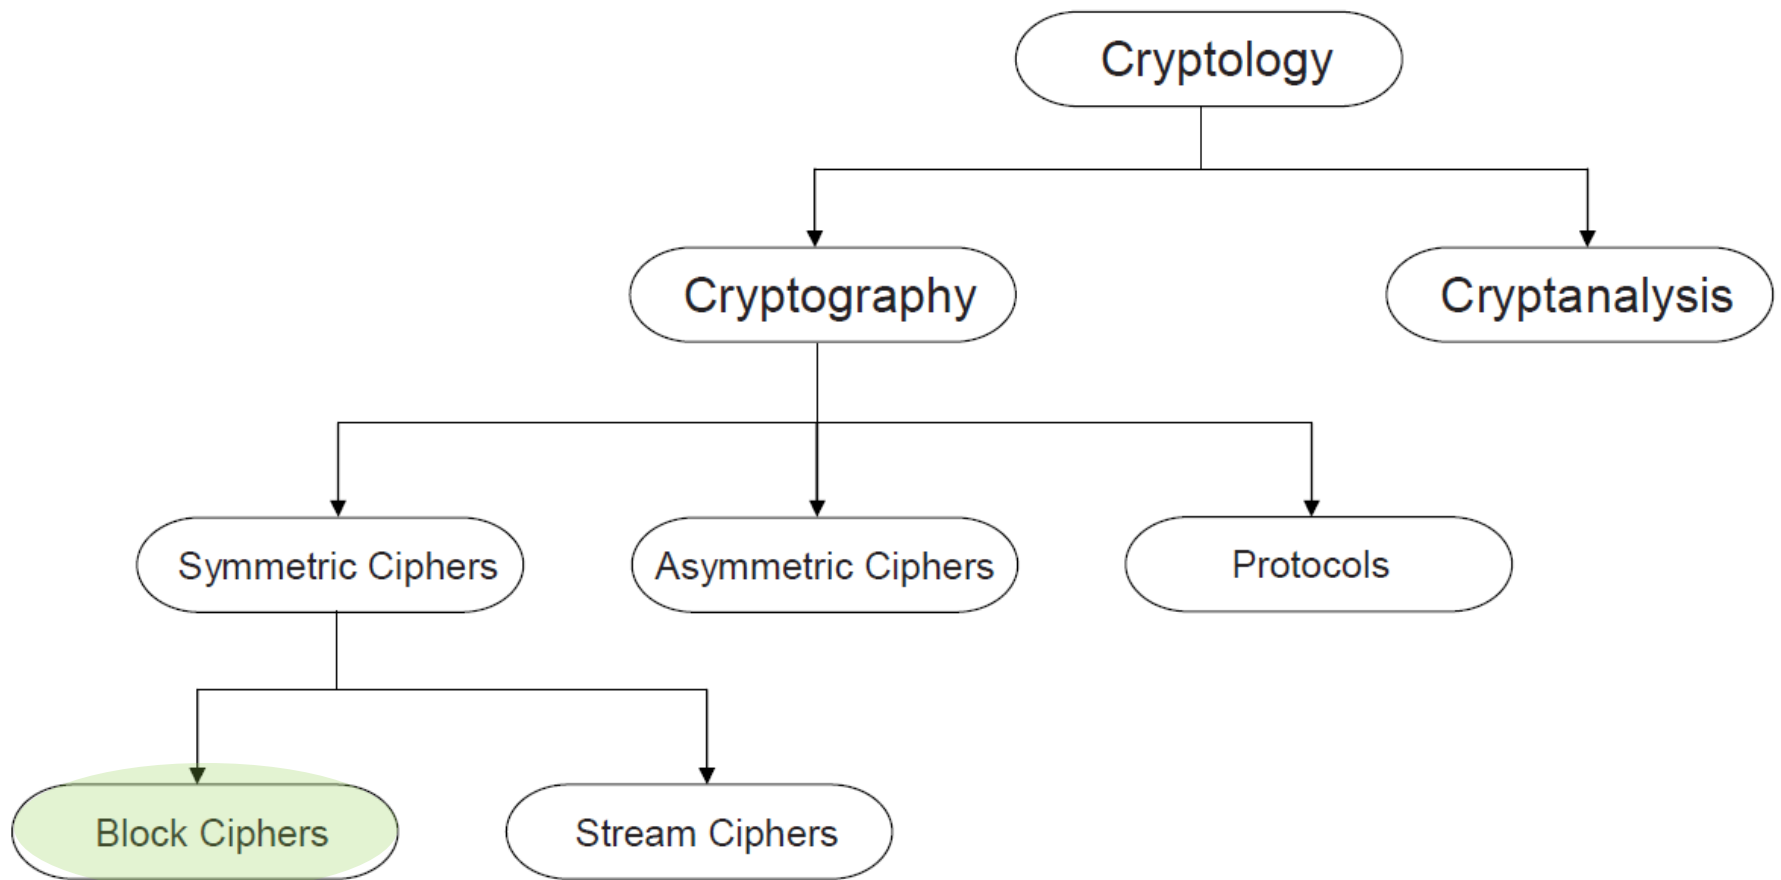 Cryptology
Cryptography
Cryptanalysis
Symmetric Ciphers
Asymmetric Ciphers
Protocols
Block Ciphers
Stream Ciphers